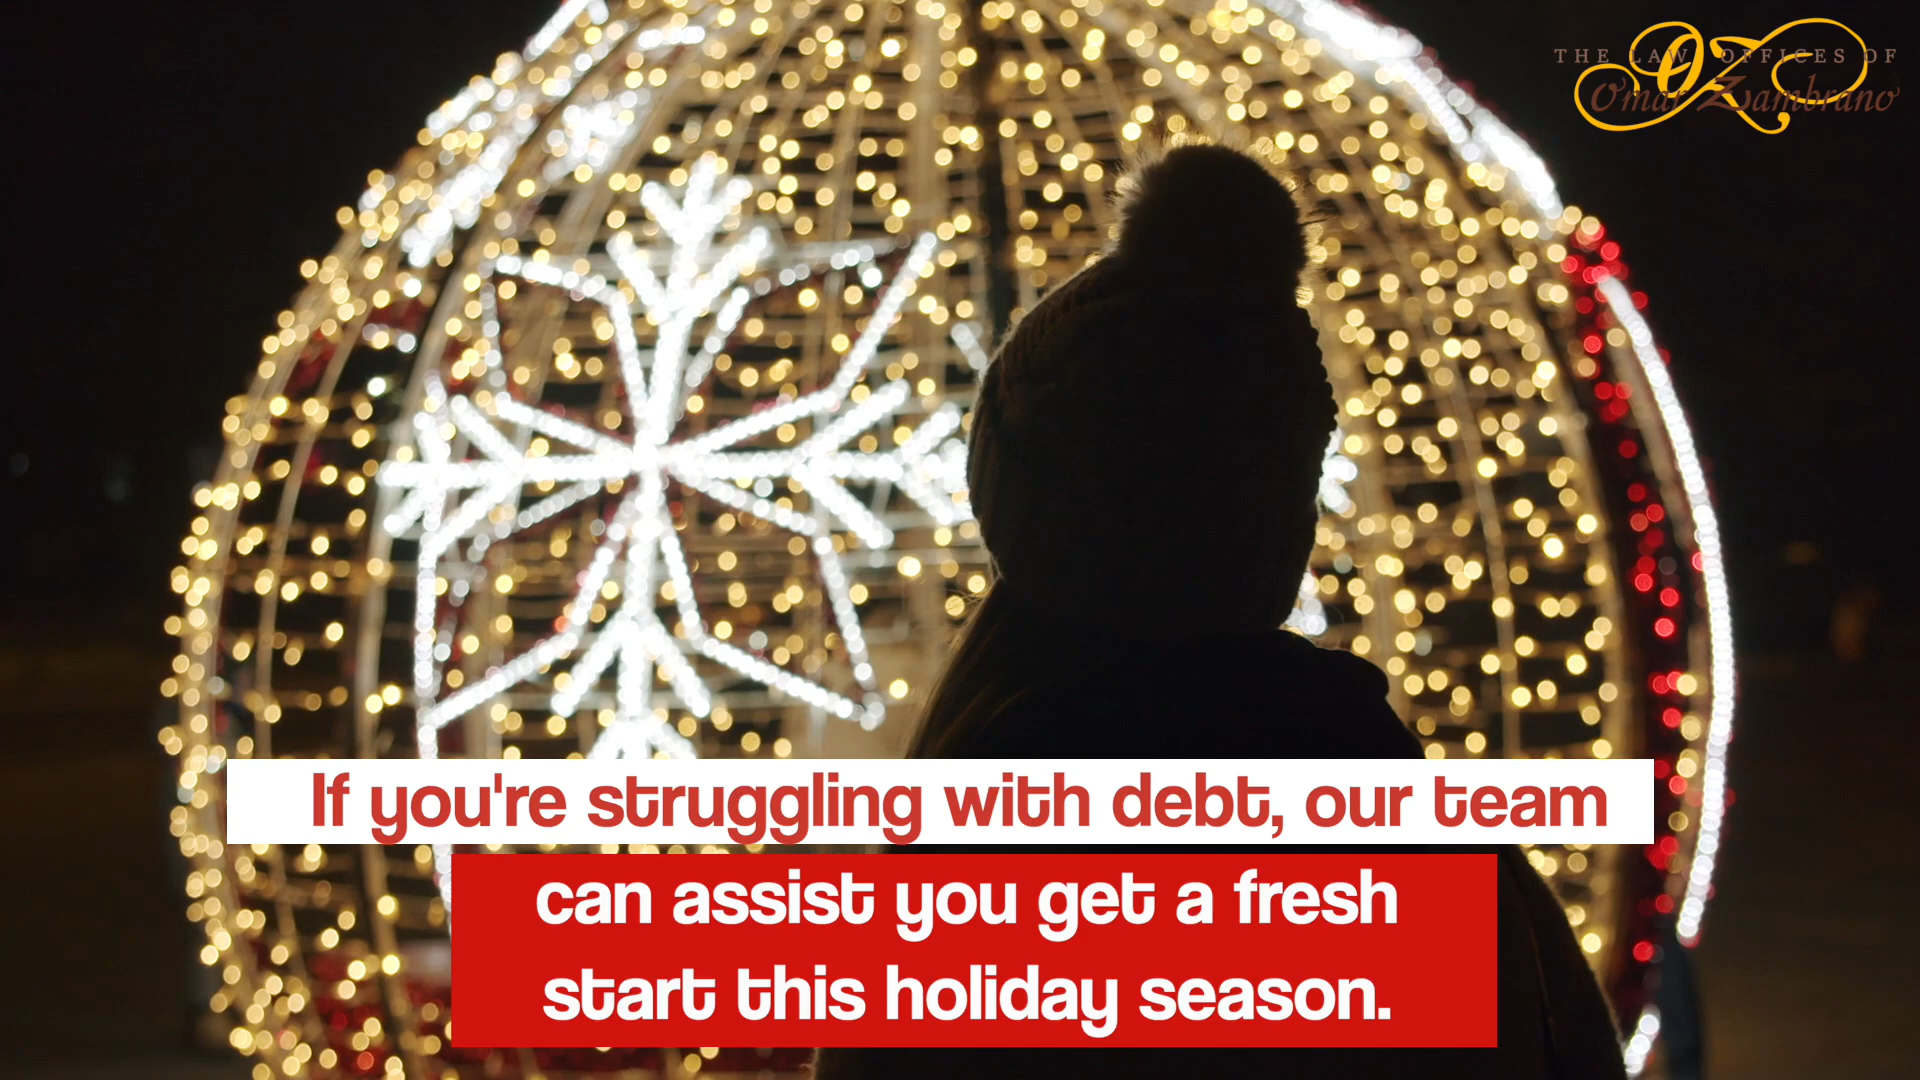 THE LAW OFFICES OF
OZ
Omar Zambrano
If you're struggling with debt, our team
can assist you get a fresh
start this holiday season.